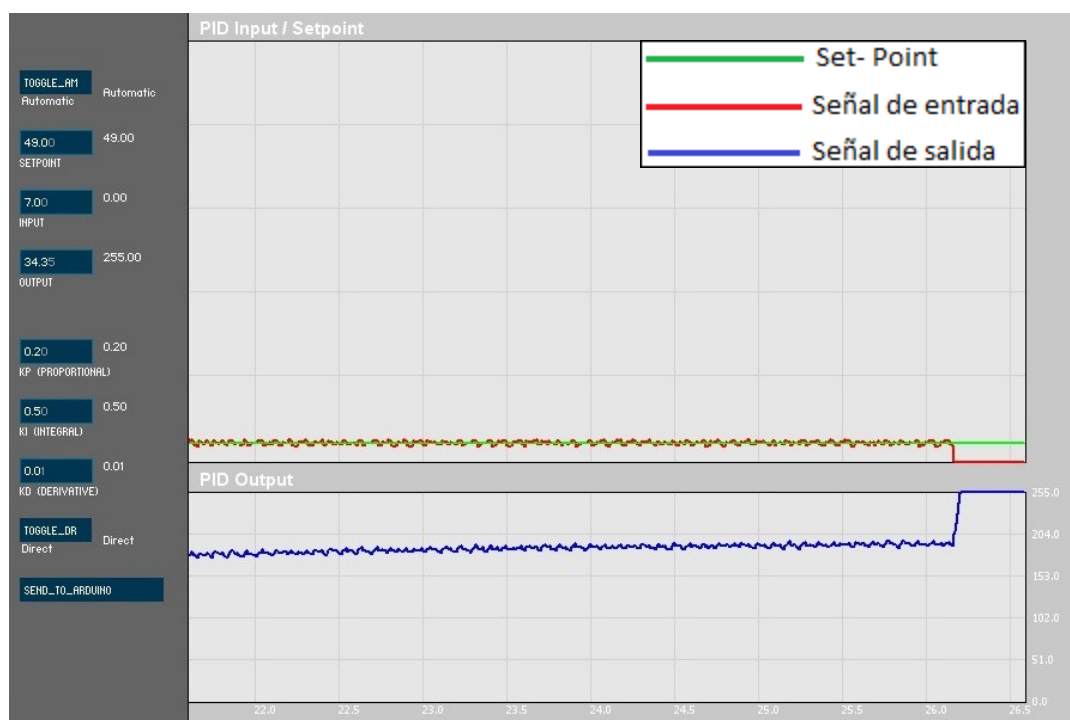 PID Input / Setpoint
Set- Point
Señal de entrada
Señal de salida
TOGGLE_AM
Automatic Automatic
49.00 49.00
SETPOINT
7.00 0.00
INPUT
34.35 255.00
OUTPUT
0.20 0.20
KP (PROPORTIONAL)
0.50 0.50
KI (INTEGRAL)
0.01 0.01
KD (DERIVATIVE)
TOGGLE_DR
Direct Direct
SEND_TO_ARDUINO
PID Output
255.0
204.0
153.0
102.0
51.0
0.0
22.0 22.5 23.0 23.5 24.0 24.5 25.0 25.5 26.0 26.5